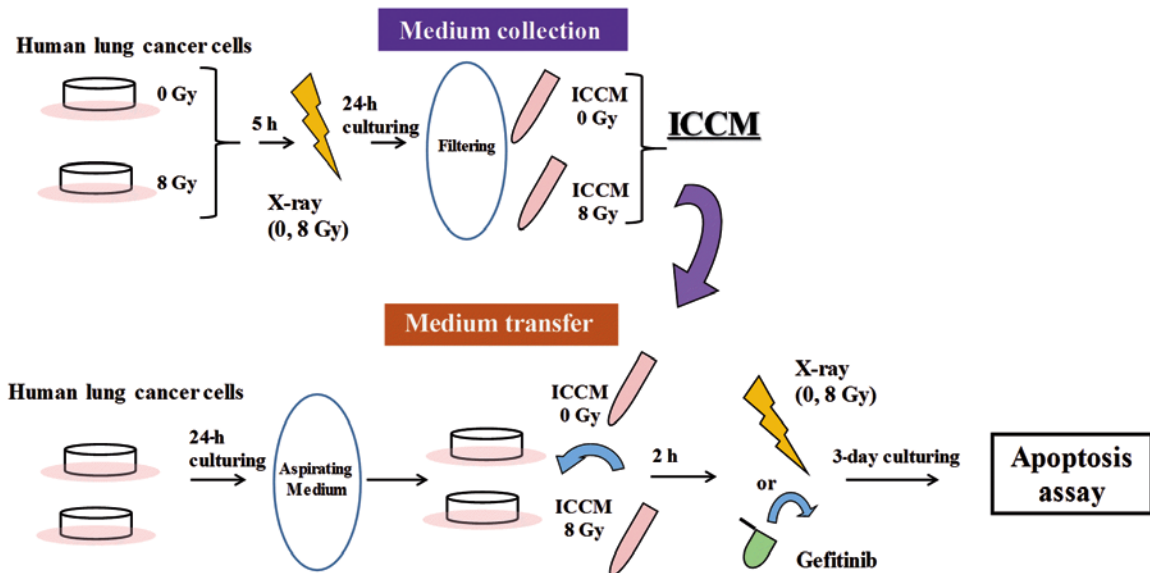 Medium collection
Human lung cancer cells
0 Gy
8 Gy
5 h
X-ray
(0, 8 Gy)
24-h
culturing
Filtering
ICCM
0 Gy
ICCM
8 Gy
ICCM
Medium transfer
Human lung cancer cells
24-h
culturing
Aspirating
Medium
ICCM
0 Gy
ICCM
8 Gy
2 h
X-ray
(0, 8 Gy)
or
Gefitinib
3-day culturing
Apoptosis
assay